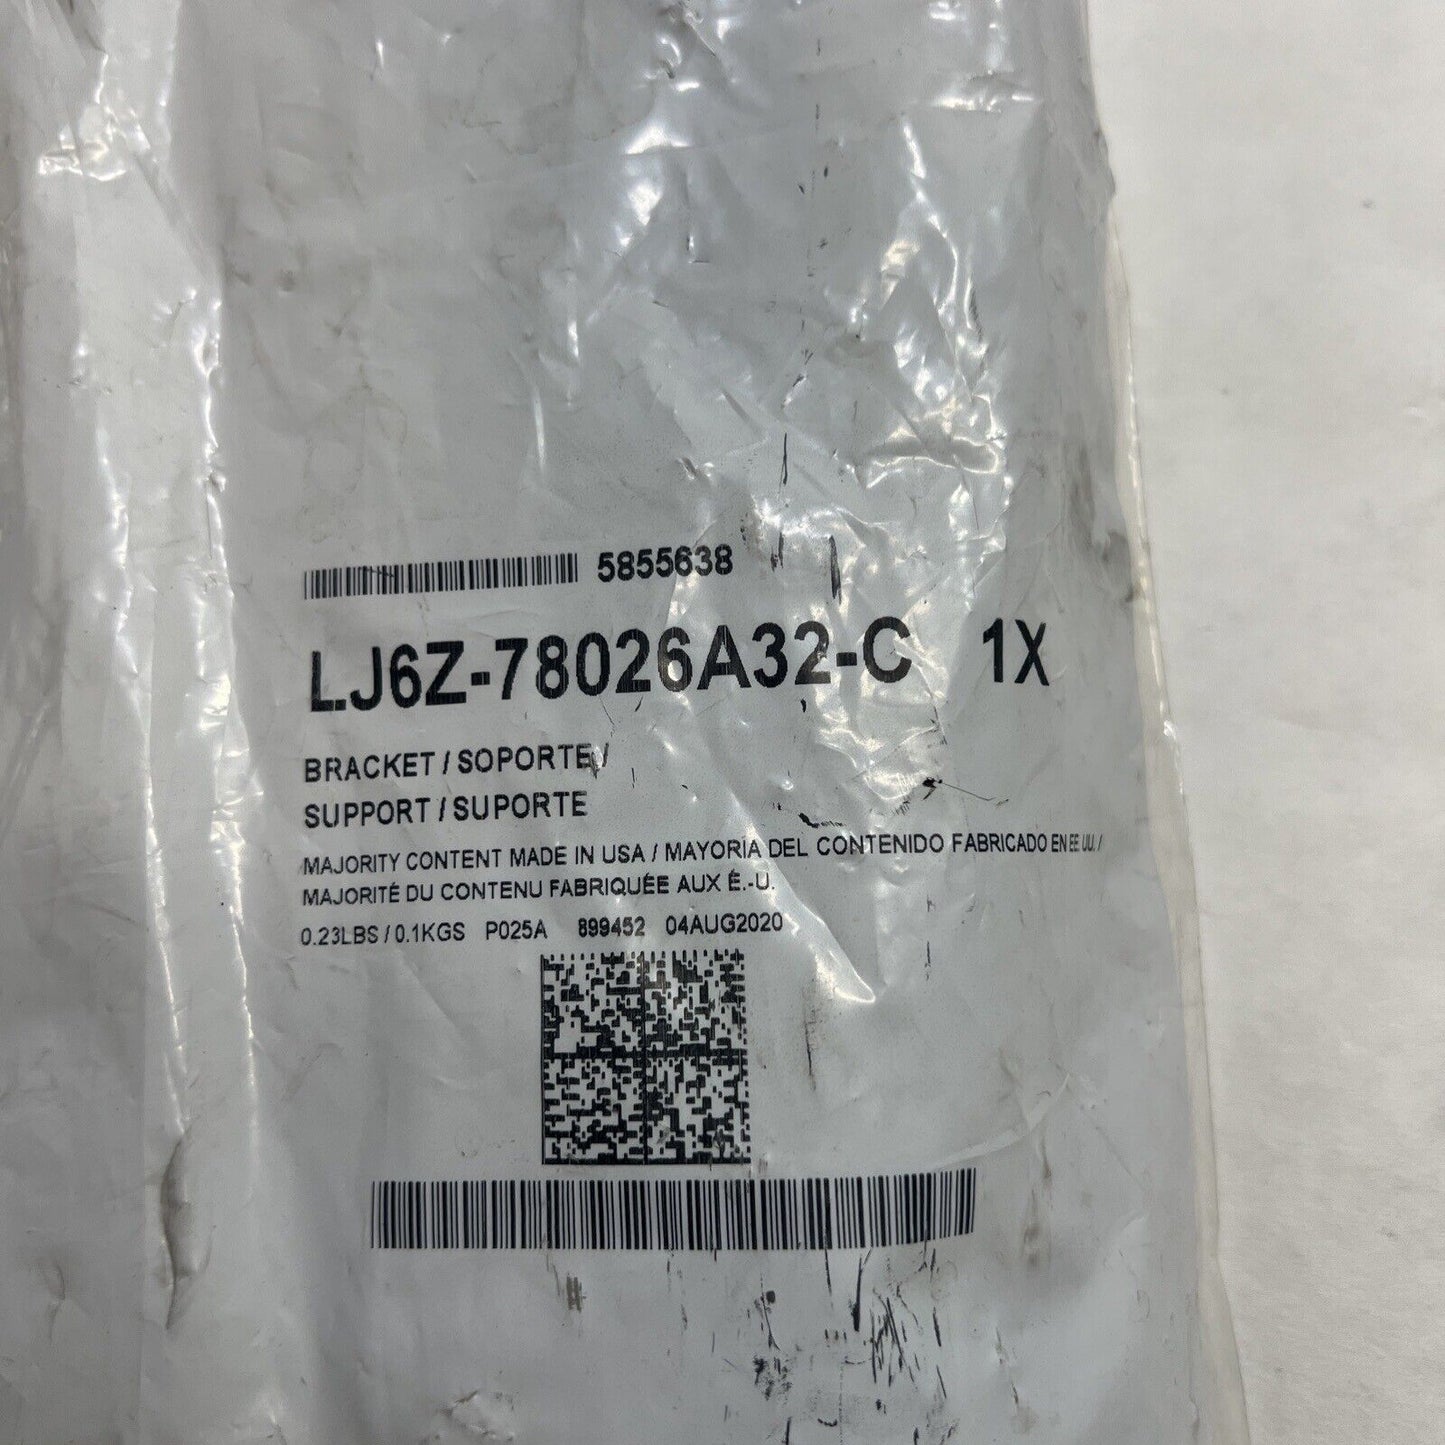 5855638
LJ6Z-78026A32-C 1X
BRACKET / SOPORTE /
SUPPORT / SUPORTE
MAJORITY CONTENT MADE IN USA / MAYORÍA DEL CONTENIDO FABRICADO EN EE UU. /
MAJORITÉ DU CONTENU FABRIQUÉE AUX É.-U.
0.23LBS / 0.1KGS P025A 899452 04AUG2020